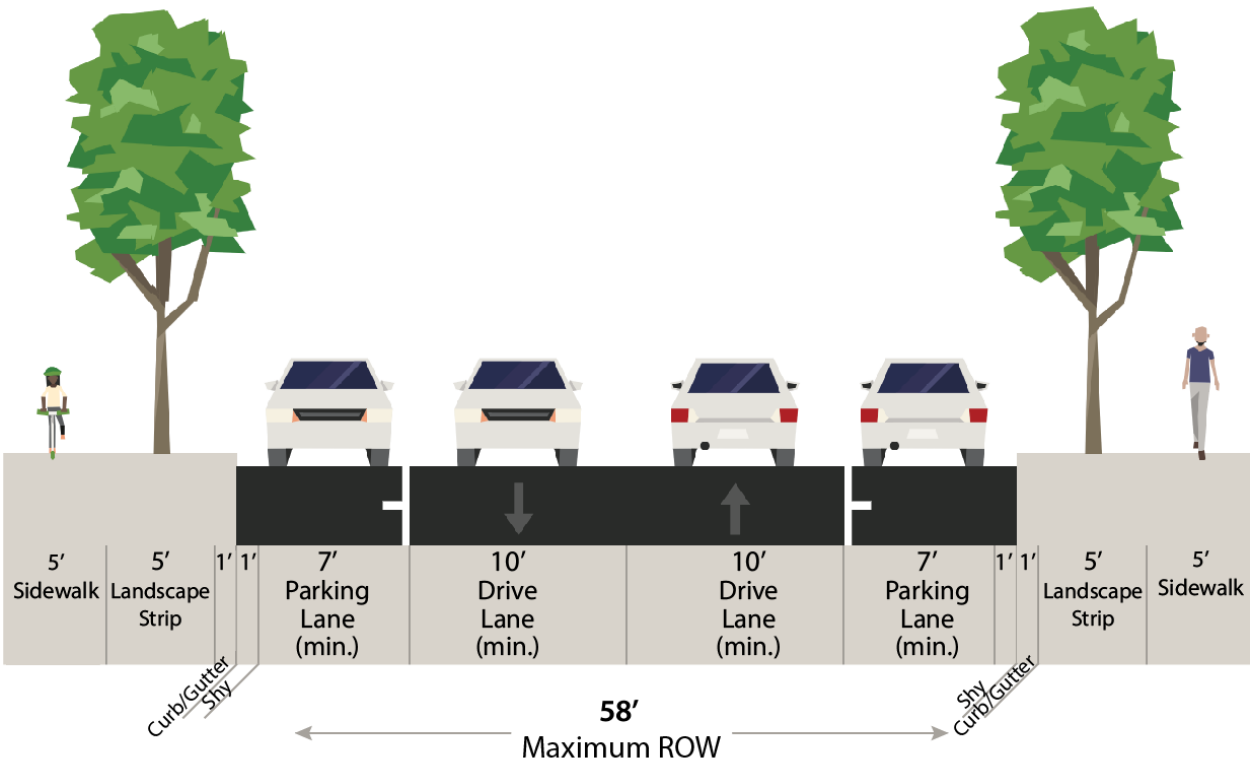 5’
Sidewalk
5’
Landscape
Strip
1’
1’
7’
Parking
Lane
(min.)
10’
Drive
Lane
(min.)
10’
Drive
Lane
(min.)
7’
Parking
Lane
(min.)
1’
1’
5’
Landscape
Strip
5’
Sidewalk
Curb/Gutter
Shy
Shy
Curb/Gutter
58’
Maximum ROW